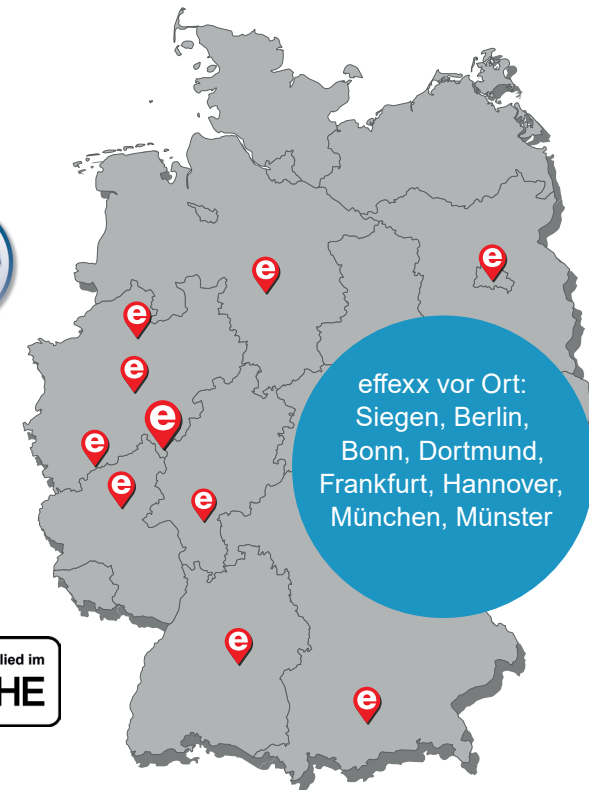 e
e
e
e
e
effexx vor Ort:
Siegen, Berlin,
Bonn, Dortmund,
Frankfurt, Hannover,
München, Münster
e
e
e
e
lied im
HE
e